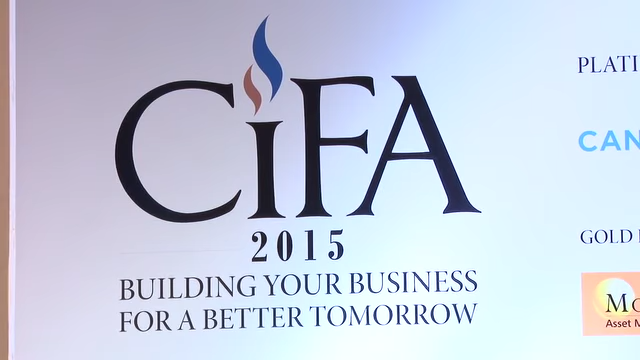 CiFA
2015
BUILDING YOUR BUSINESS
FOR A BETTER TOMORROW
PLATI
CAN
GOLD
Asset M